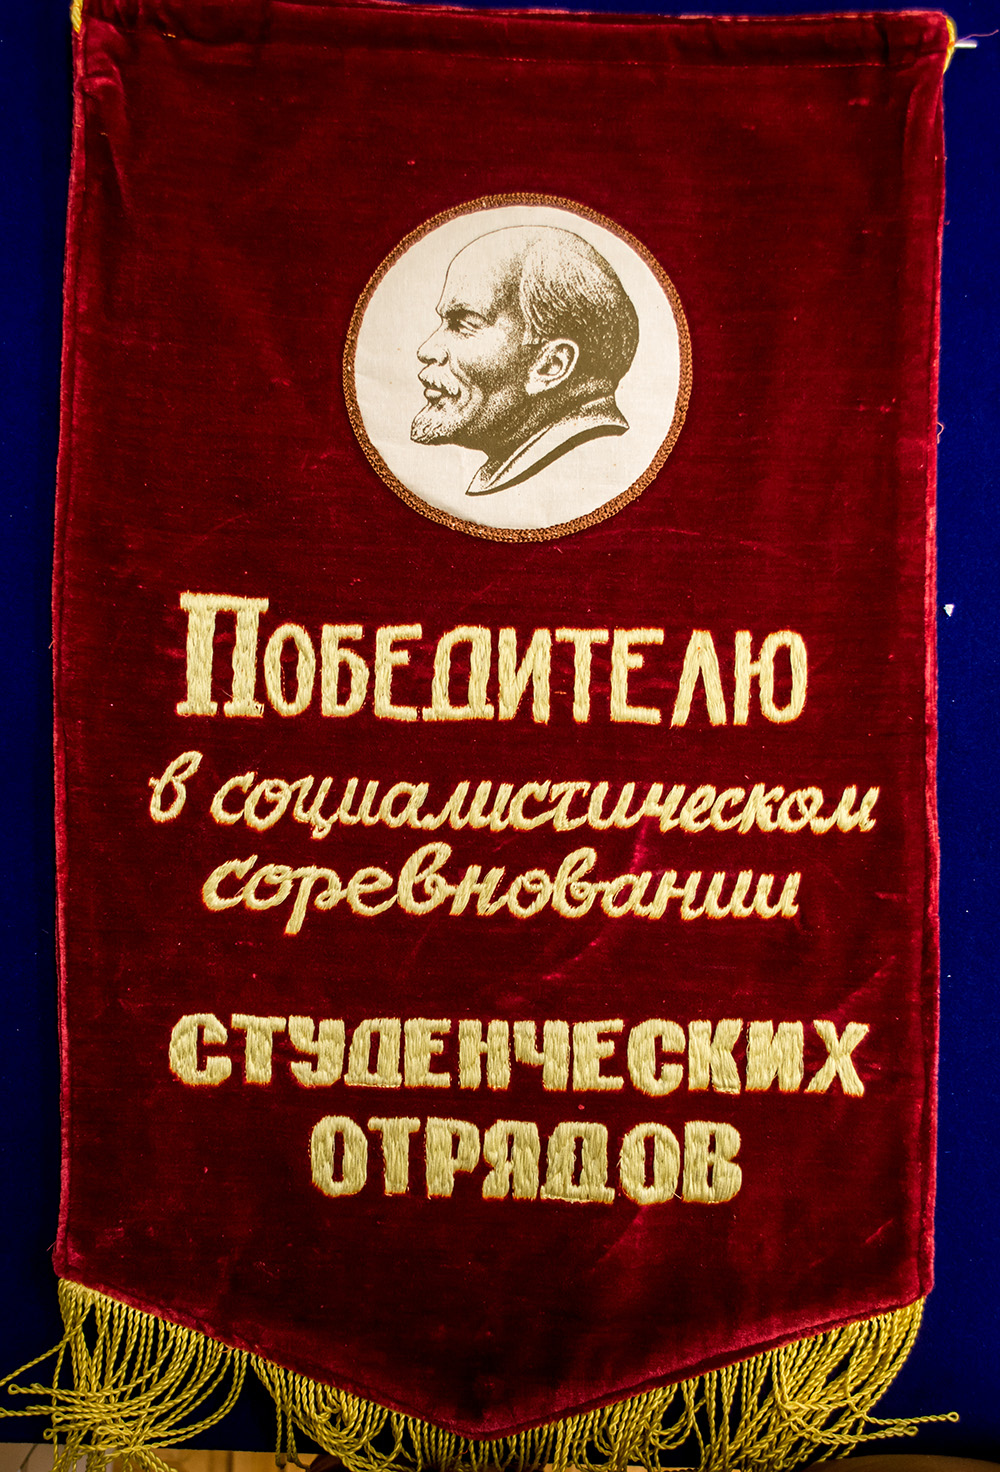 Победителю
в социалистическом
соревновании
СТУДЕНЧЕСКИХ
ОТРЯДОВ